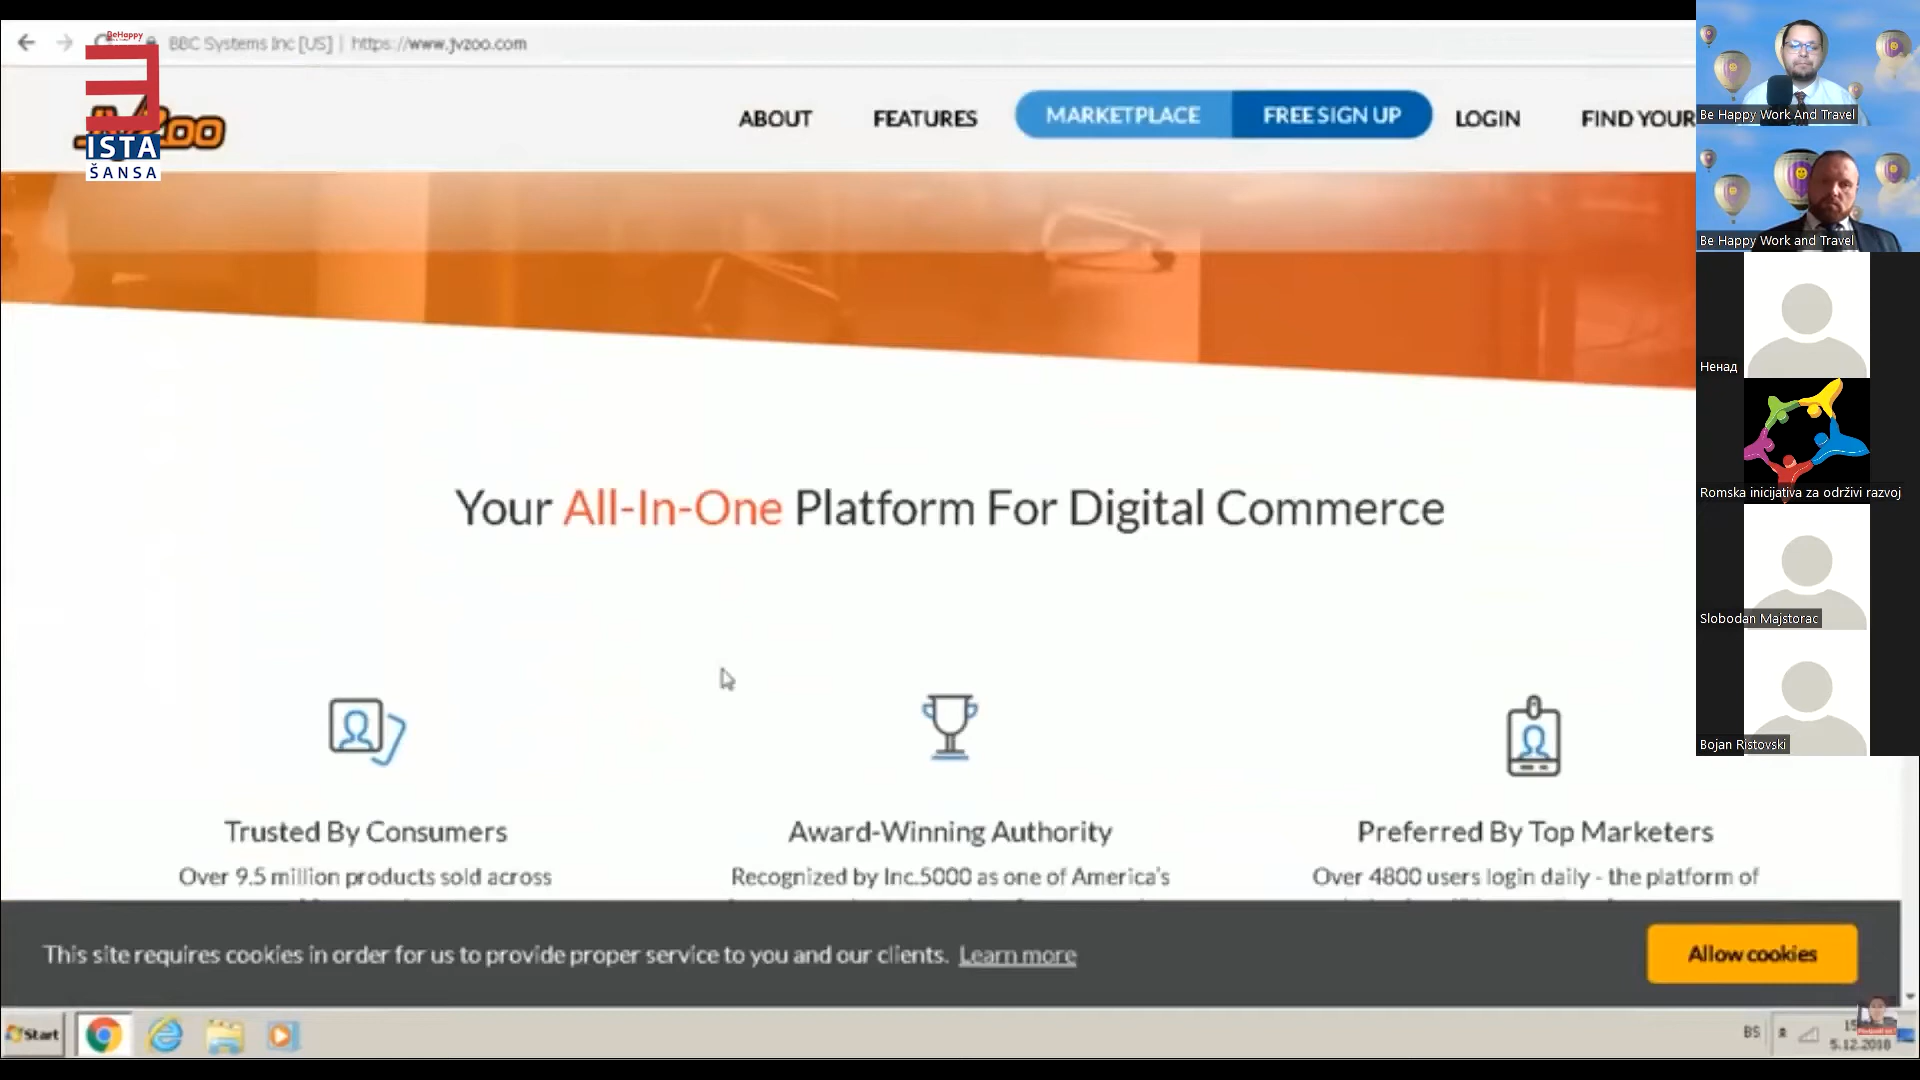 BBC Systems Inc [US] | https://www.jvzoo.com
BeHappy
ISTA
ŠANSA
ABOUT
FEATURES
MARKETPLACE
FREE SIGN UP
LOGIN
FIND YOUR
Your All-In-One Platform For Digital Commerce
Trusted By Consumers
Over 9.5 million products sold across
Award-Winning Authority
Recognized by Inc.5000 as one of America's
Preferred By Top Marketers
Over 4800 users login daily - the platform of
This site requires cookies in order for us to provide proper service to you and our clients. Learn more
Allow cookies
Start
BS
5.12.2018
Be Happy Work And Travel
Be Happy Work and Travel
Ненад
Romska inicijativa za održivi razvoj
Slobodan Majstorac
Bojan Ristovski